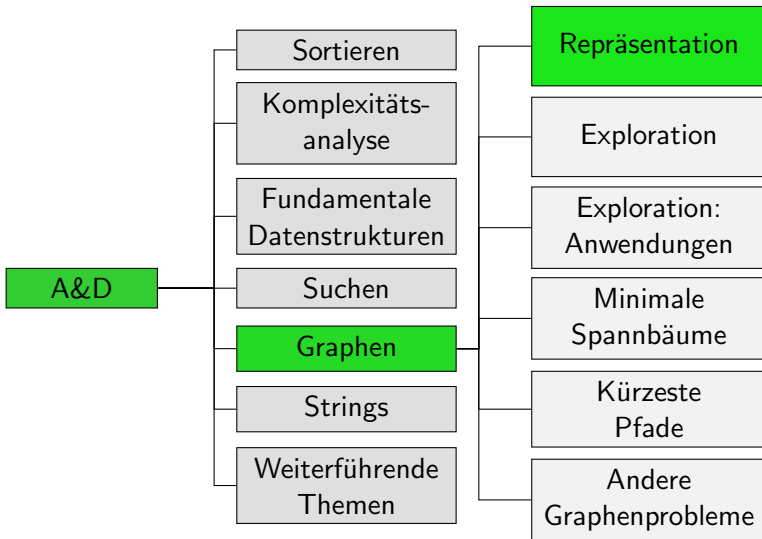 A&D
Sortieren
Komplexitäts-
analyse
Fundamentale
Datenstrukturen
Suchen
Graphen
Strings
Weiterführende
Themen
Repräsentation
Exploration
Exploration:
Anwendungen
Minimale
Spannbäume
Kürzeste
Pfade
Andere
Graphenprobleme